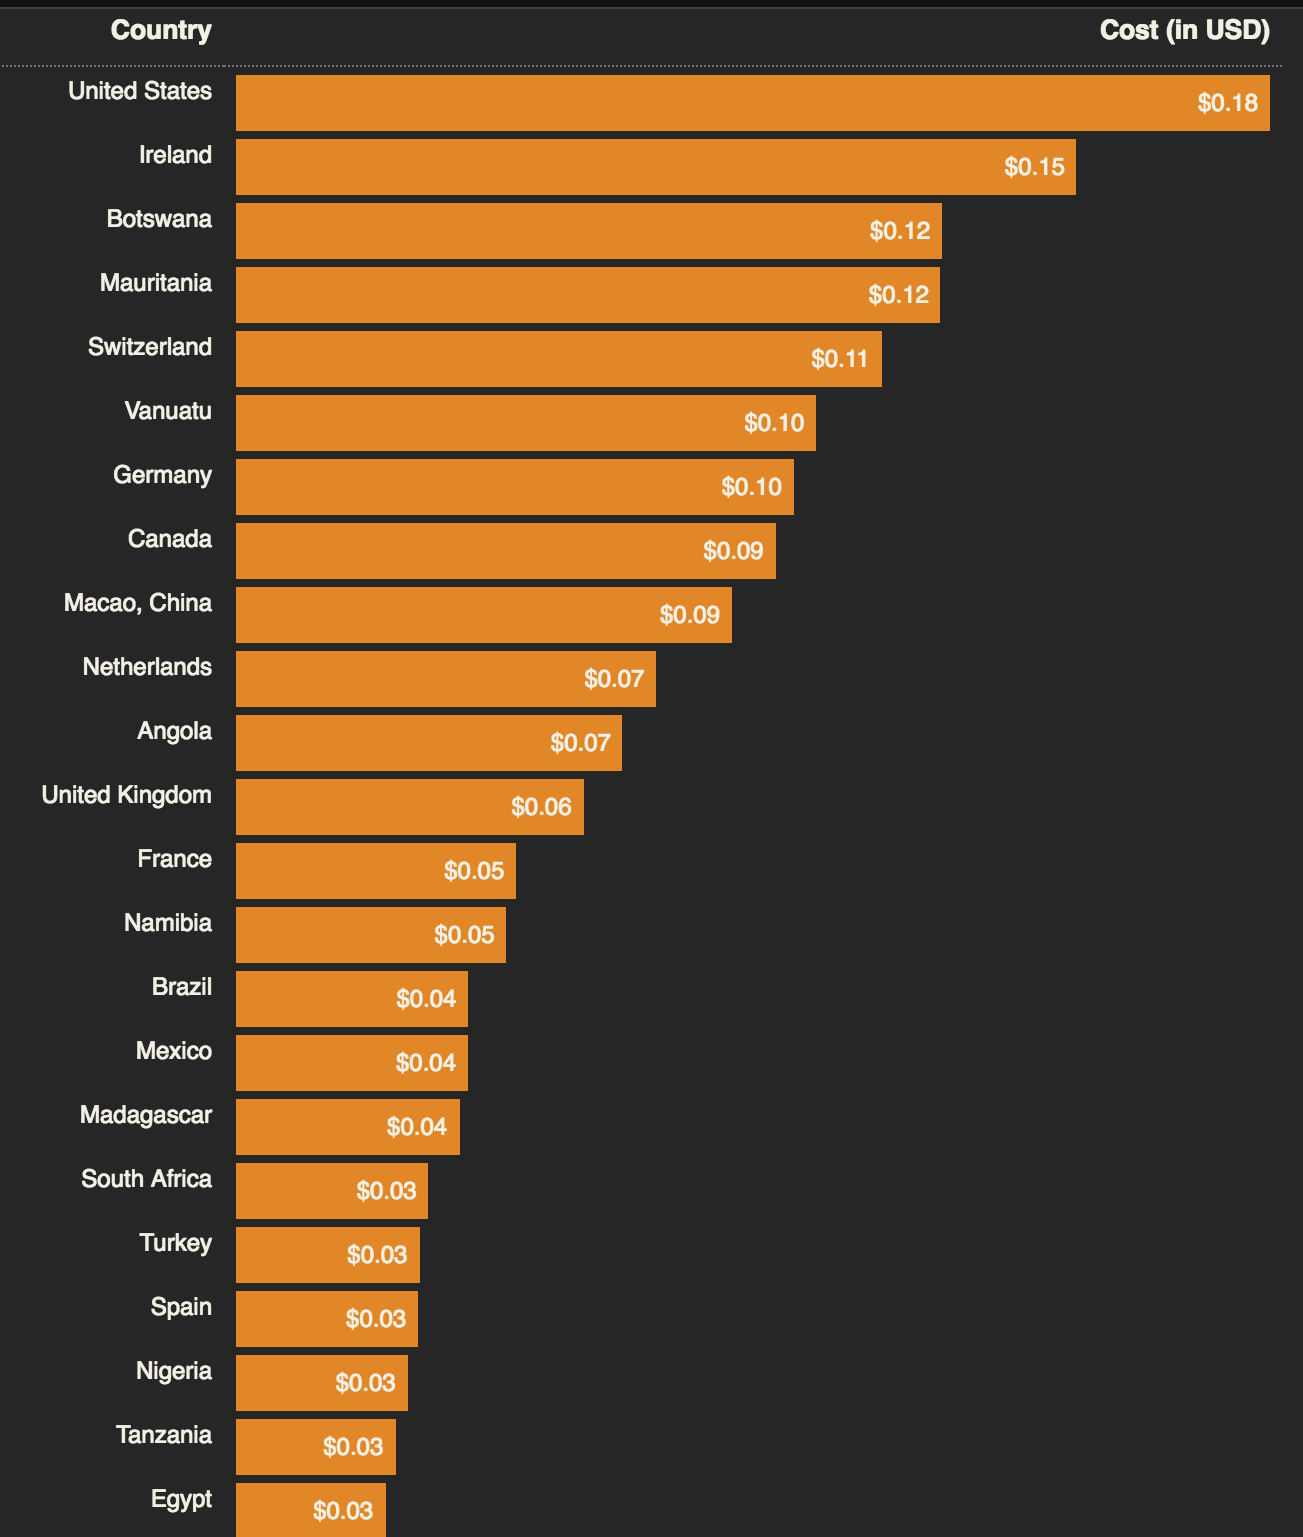 Country Cost (in USD)
United States $0.18
Ireland $0.15
Botswana $0.12
Mauritania $0.12
Switzerland $0.11
Vanuatu $0.10
Germany $0.10
Canada $0.09
Macao, China $0.09
Netherlands $0.07
Angola $0.07
United Kingdom $0.06
France $0.05
Namibia $0.05
Brazil $0.04
Mexico $0.04
Madagascar $0.04
South Africa $0.03
Turkey $0.03
Spain $0.03
Nigeria $0.03
Tanzania $0.03
Egypt $0.03